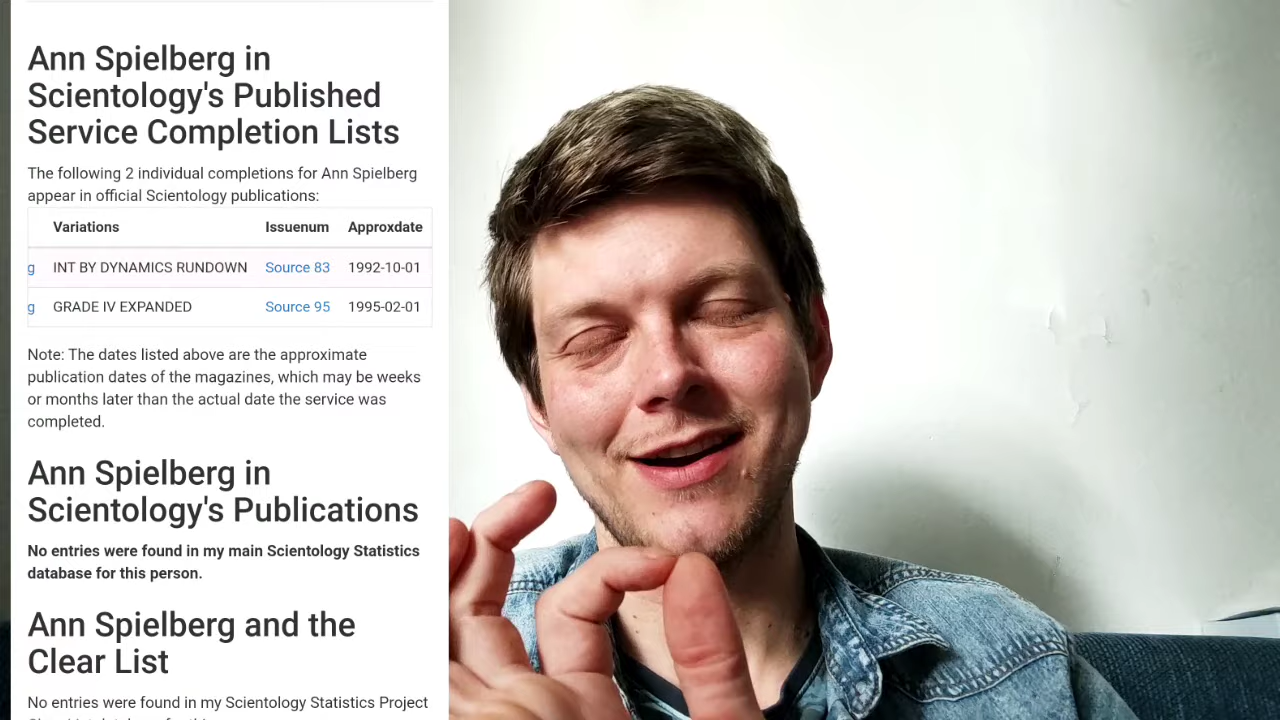 Ann Spielberg in
Scientology's Published
Service Completion Lists
The following 2 individual completions for Ann Spielberg
appear in official Scientology publications:
Variations Issuenum Approxdate
g INT BY DYNAMICS RUNDOWN Source 83 1992-10-01
g GRADE IV EXPANDED Source 95 1995-02-01
Note: The dates listed above are the approximate
publication dates of the magazines, which may be weeks
or months later than the actual date the service was
completed.
Ann Spielberg in
Scientology's Publications
No entries were found in my main Scientology Statistics
database for this person.
Ann Spielberg and the
Clear List
No entries were found in my Scientology Statistics Project